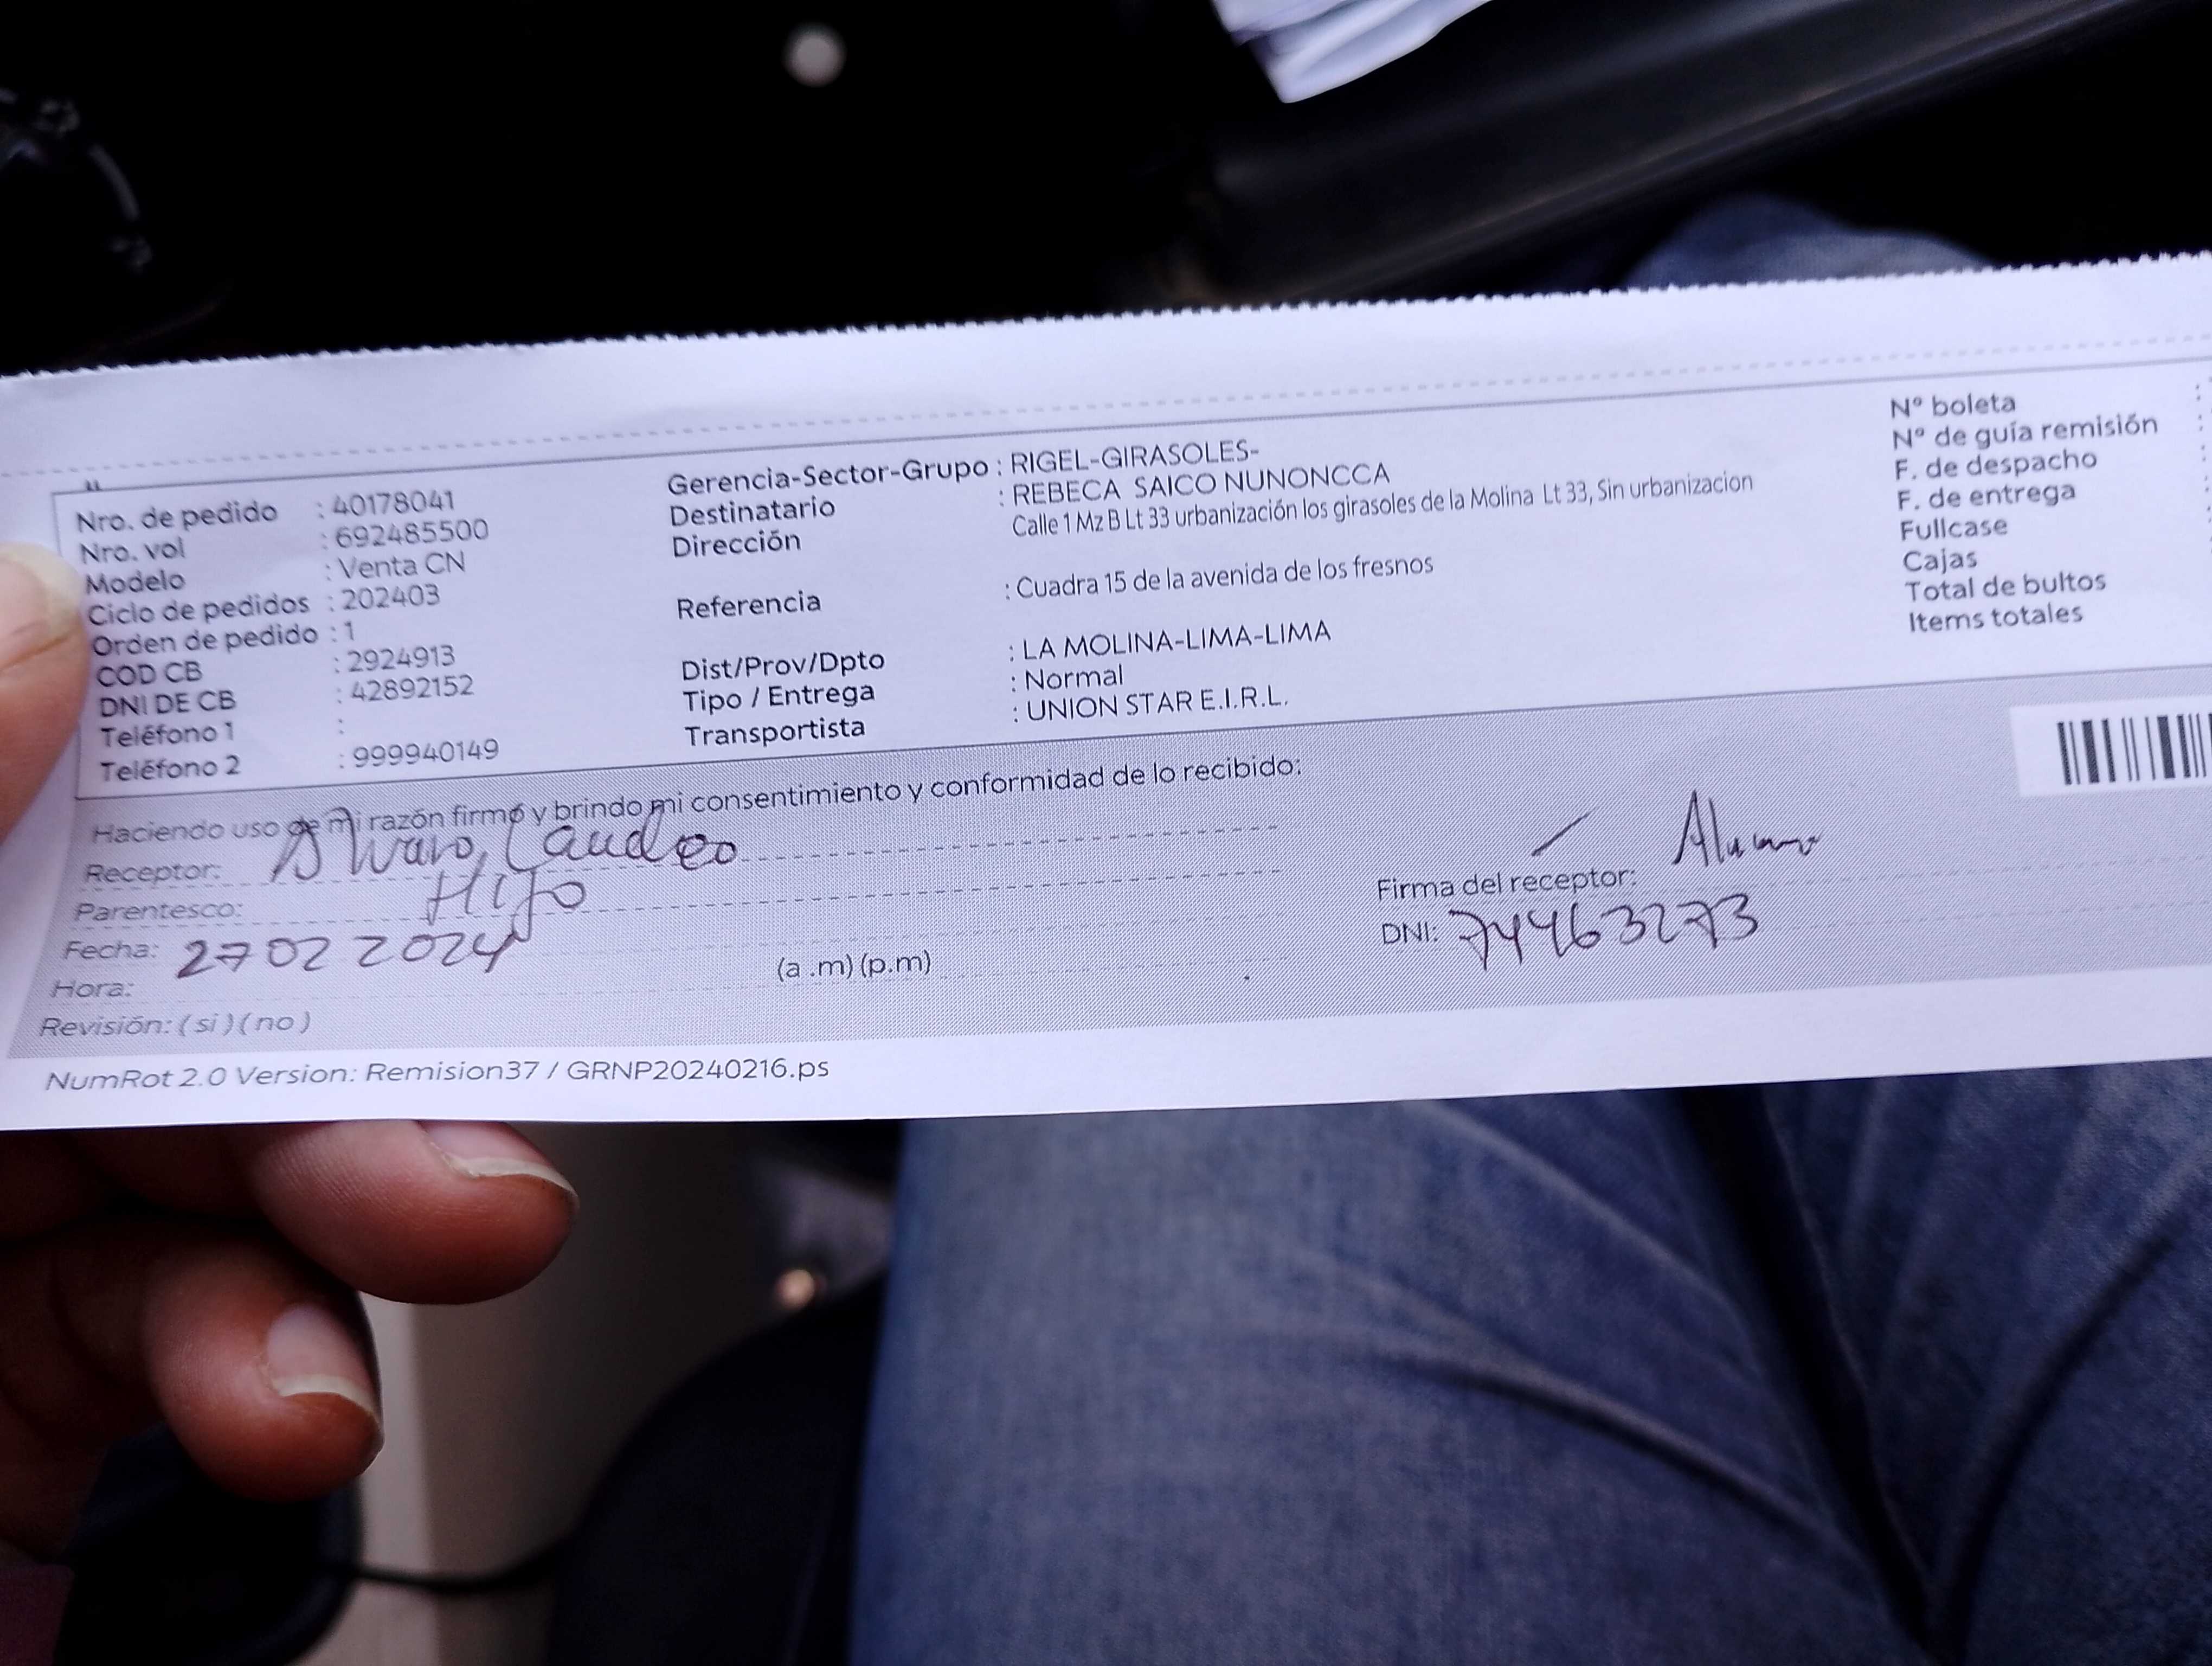 Nro. de pedido : 40178041
Nro. vol : 692485500
Modelo : Venta CN
Ciclo de pedidos : 202403
Orden de pedido : 1
COD CB : 2924913
DNI DE CB : 42892152
Teléfono 1 :
Teléfono 2 : 999940149
Gerencia-Sector-Grupo : RIGEL-GIRASOLES-
Destinatario : REBECA SAICO NUNONCCA
Dirección Calle 1 Mz B Lt 33 urbanización los girasoles de la Molina Lt 33, Sin urbanizacion
Referencia : Cuadra 15 de la avenida de los fresnos
Dist/Prov/Dpto : LA MOLINA-LIMA-LIMA
Tipo / Entrega : Normal
Transportista : UNION STAR E.I.R.L.
N° boleta :
N° de guía remisión :
F. de despacho
F. de entrega
Fullcase
Cajas
Total de bultos
Items totales
Haciendo uso de mi razón firmo y brindo mi consentimiento y conformidad de lo recibido:
Receptor: Alvaro
Parentesco: Hijo
Fecha: 27 02 2024
Hora: (a .m) (p.m)
Revisión: ( si ) ( no )
Firma del receptor:
DNI: 74463273
NumRot 2.0 Version: Remision37 / GRNP20240216.ps